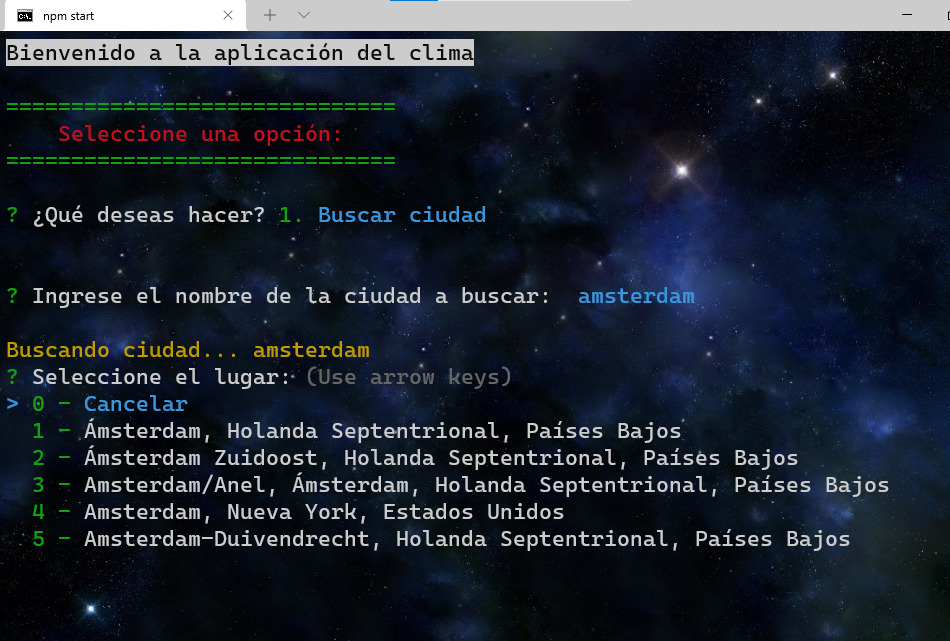 npm start
Bienvenido a la aplicación del clima
==============================
Seleccione una opción:
==============================
? ¿Qué deseas hacer? 1. Buscar ciudad
? Ingrese el nombre de la ciudad a buscar: amsterdam
Buscando ciudad... amsterdam
? Seleccione el lugar: (Use arrow keys)
> 0 - Cancelar
1 - Ámsterdam, Holanda Septentrional, Países Bajos
2 - Ámsterdam Zuidoost, Holanda Septentrional, Países Bajos
3 - Amsterdam/Anel, Ámsterdam, Holanda Septentrional, Países Bajos
4 - Amsterdam, Nueva York, Estados Unidos
5 - Amsterdam-Duivendrecht, Holanda Septentrional, Países Bajos